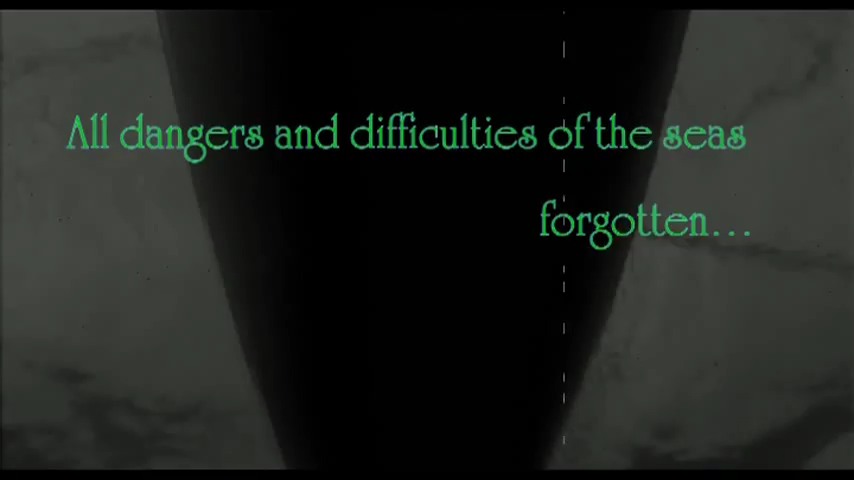 All dangers and difficulties of the seas
forgotten...